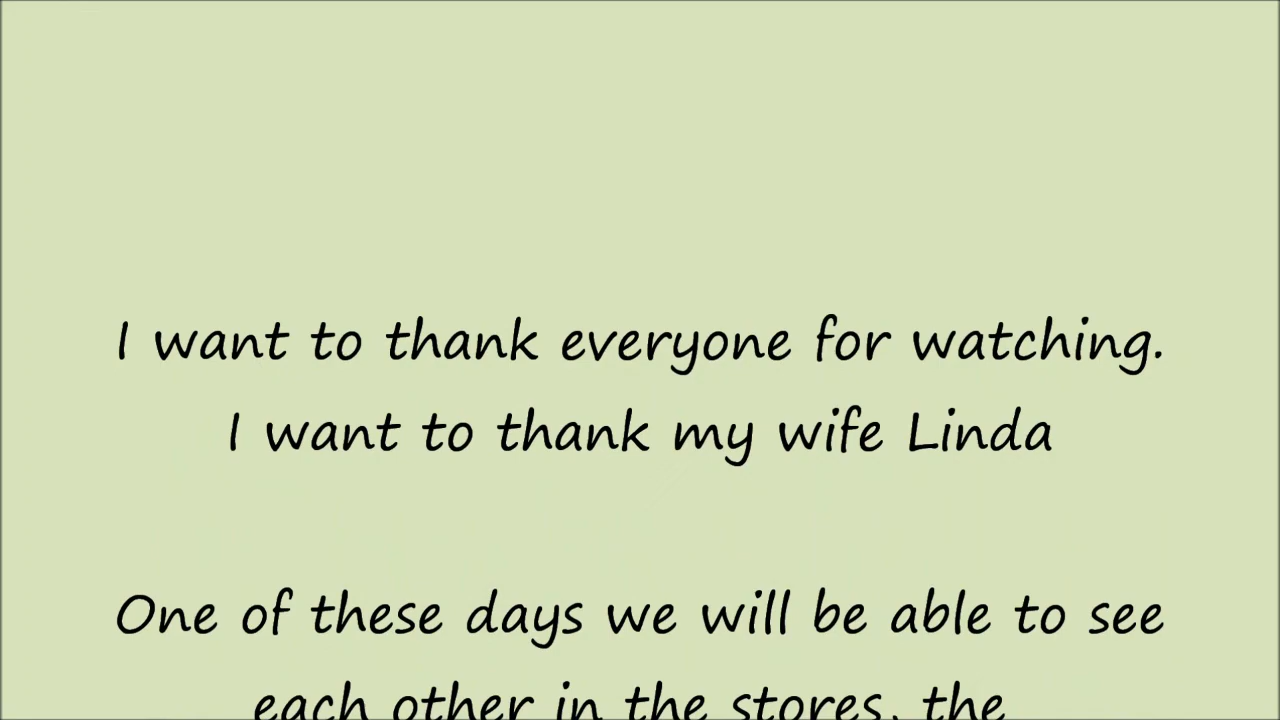 I want to thank everyone for watching.
I want to thank my wife Linda
One of these days we will be able to see
each other in the stores, the